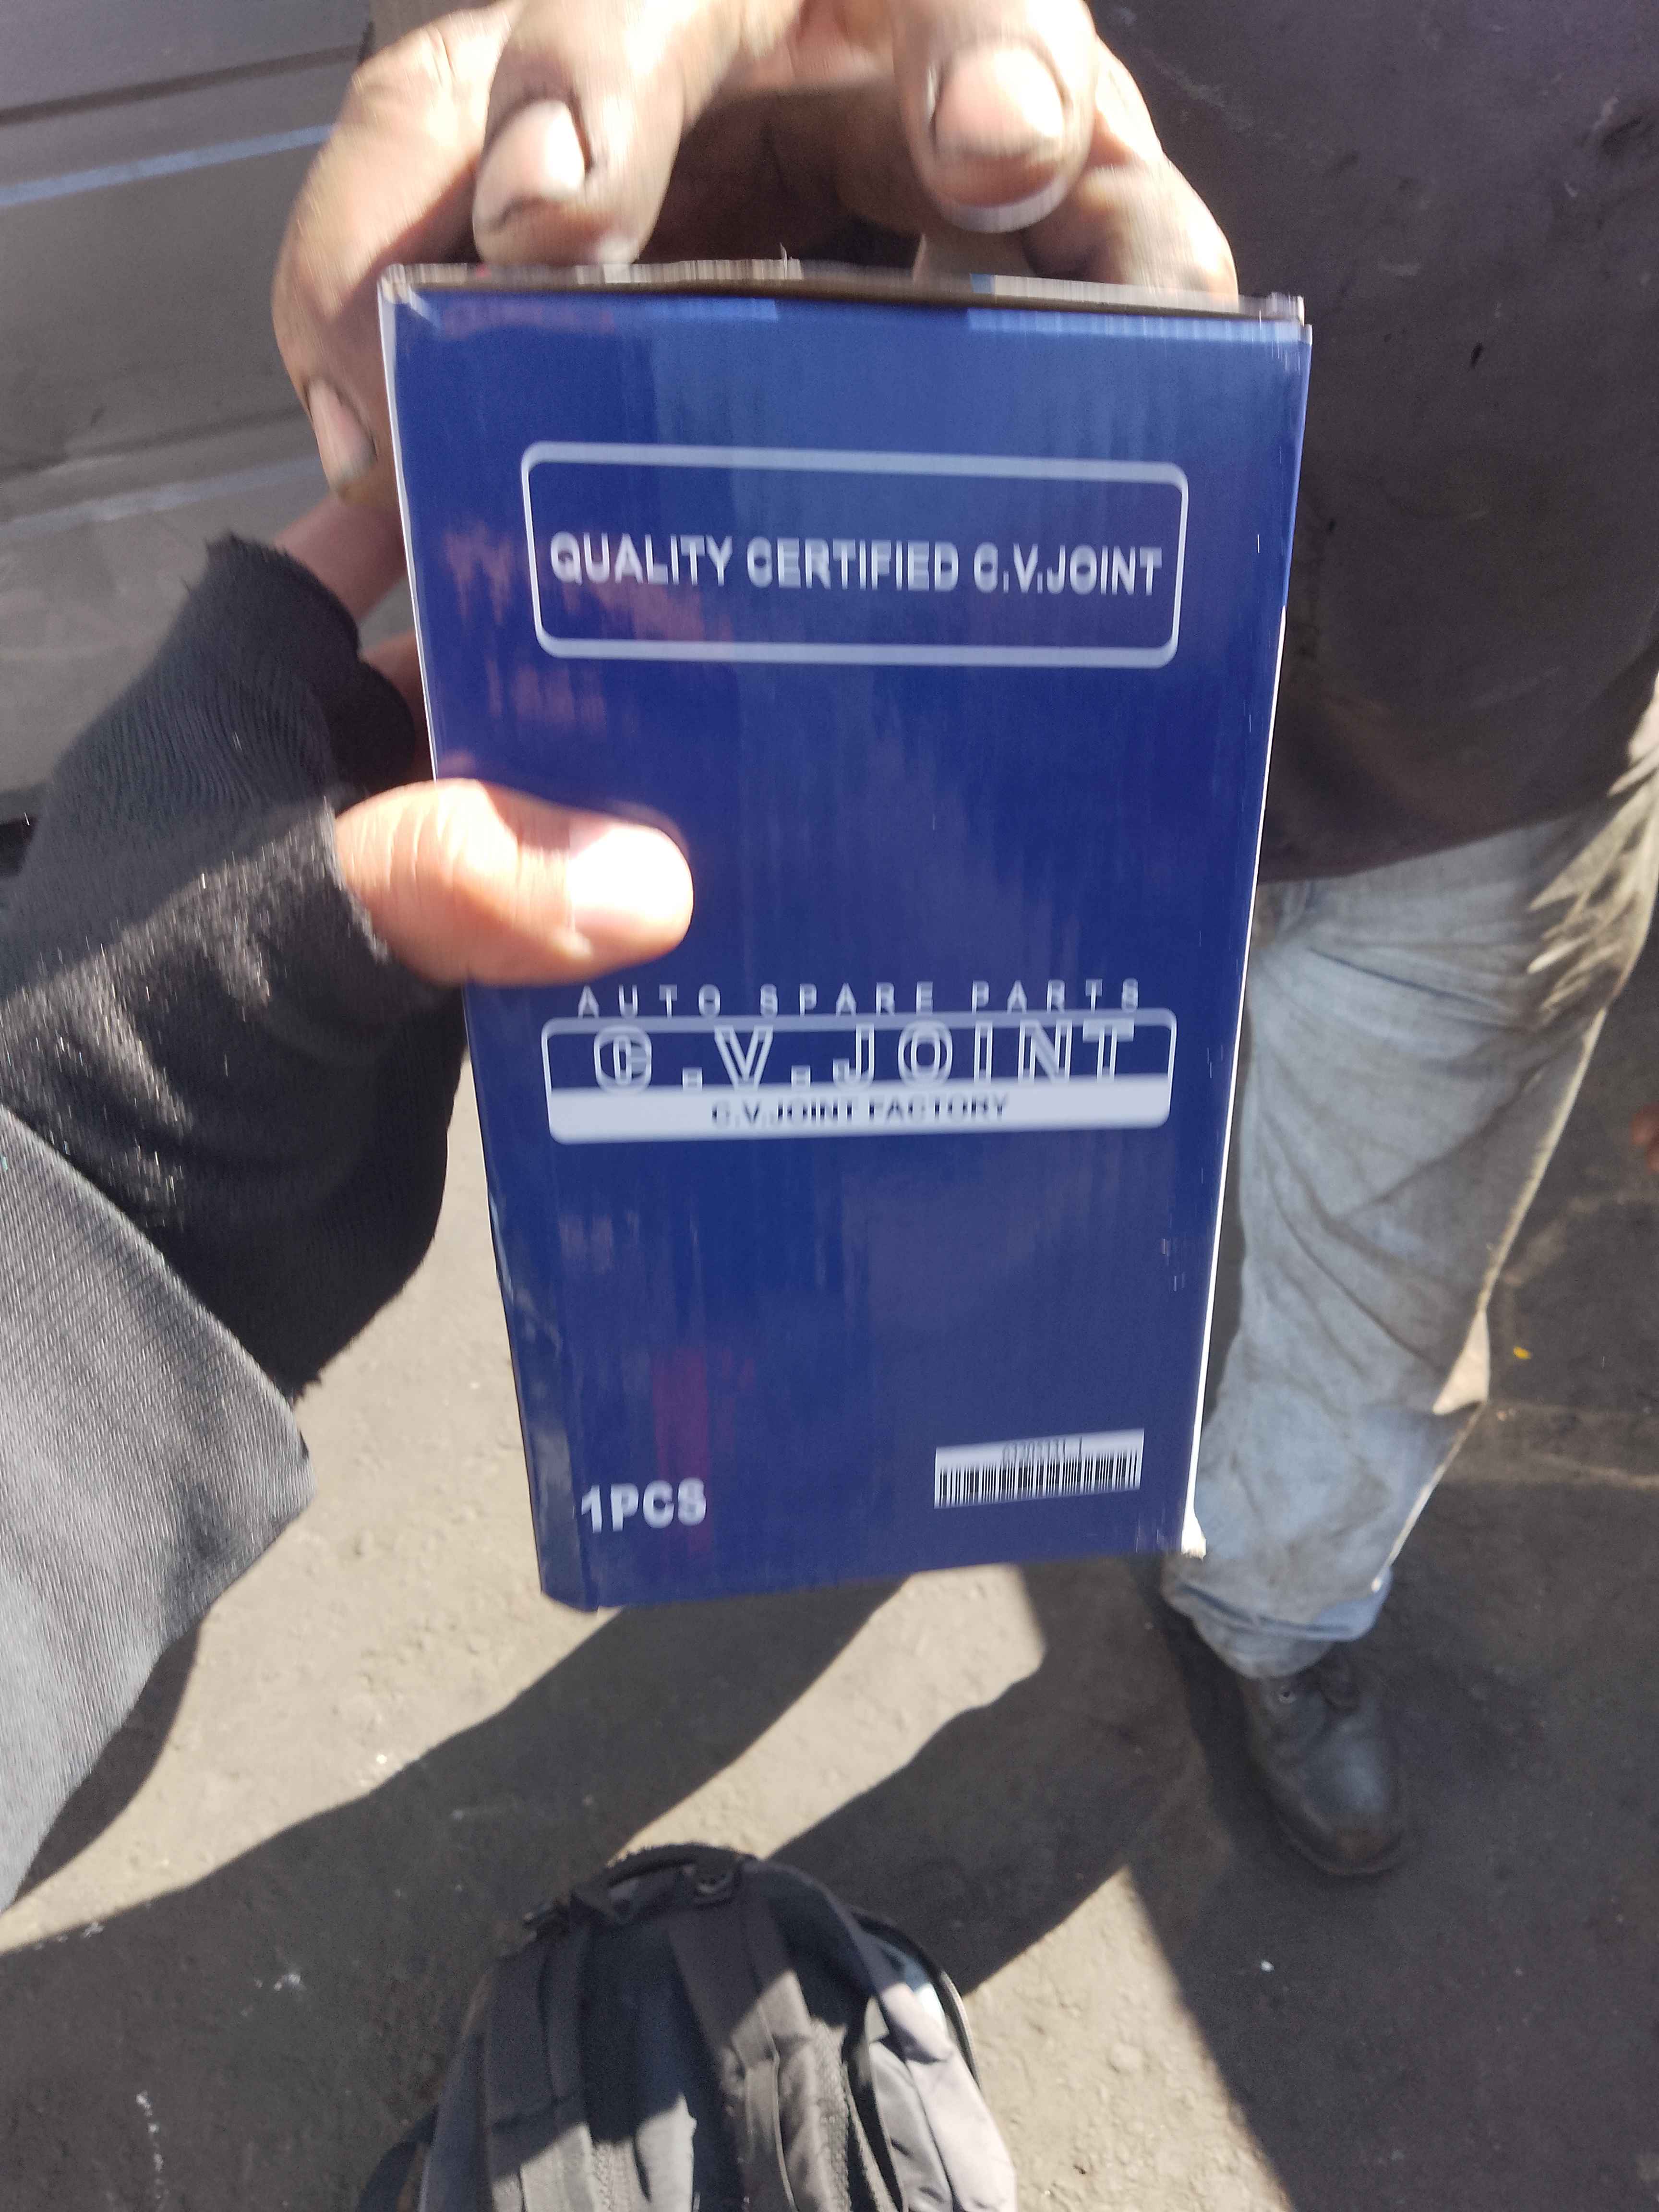 QUALITY CERTIFIED C.V.JOINT
AUTO SPARE PARTS
C.V.JOINT
C.V.JOINT FACTORY
1PCS